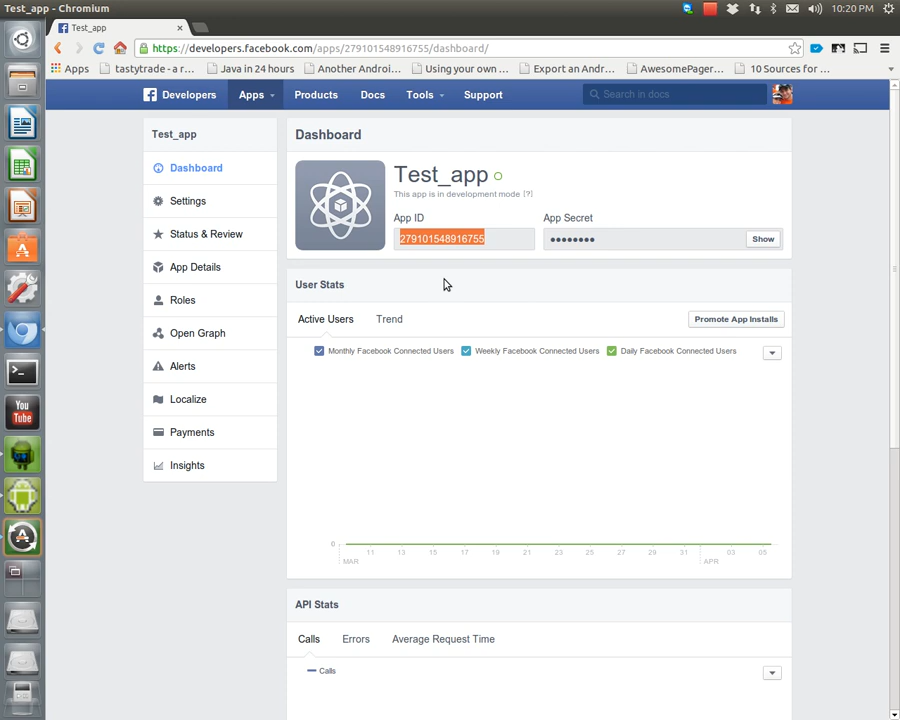 Test_app - Chromium
10:20 PM
Test_app
https://developers.facebook.com/apps/279101548916755/dashboard/
Apps
tastytrade - a r...
Java in 24 hours
Another Androi...
Using your own ...
Export an Andr...
AwesomePager...
10 Sources for ...
Developers
Apps
Products
Docs
Tools
Support
Search in docs
Test_app
Dashboard
Settings
Status & Review
App Details
Roles
Open Graph
Alerts
Localize
Payments
Insights
Dashboard
Test_app
This app is in development mode [?]
App ID
App Secret
279101548916755
••••••••
Show
User Stats
Active Users
Trend
Promote App Installs
Monthly Facebook Connected Users
Weekly Facebook Connected Users
Daily Facebook Connected Users
0
11 13 15 17 19 21 23 25 27 29 31 03 05
MAR APR
API Stats
Calls
Errors
Average Request Time
Calls
You
Tube